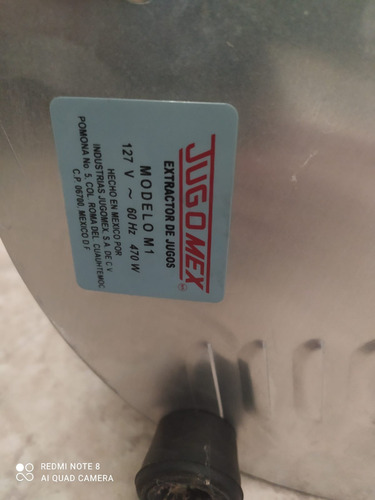 JUGOMEX
EXTRACTOR DE JUGOS
MODELO M1
127 V ~ 60 Hz 470 W
HECHO EN MEXICO POR
INDUSTRIAS JUGOMEX, S.A. DE C.V.
POMONA No. 5, COL. ROMA DEL. CUAUHTEMOC,
C.P. 06700, MEXICO D.F.
REDMI NOTE 8
AI QUAD CAMERA